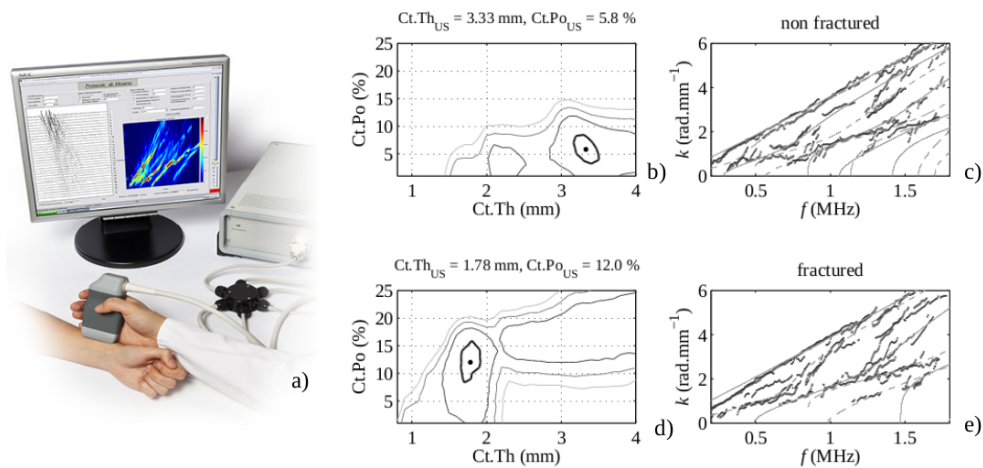 Protocole de Mesures
a)
Ct.Th_US = 3.33 mm, Ct.Po_US = 5.8 %
Ct.Po (%)
25
20
15
10
5
1
2
3
4
Ct.Th (mm)
b)
non fractured
k (rad.mm⁻¹)
6
4
2
0
0.5
1
1.5
f (MHz)
c)
Ct.Th_US = 1.78 mm, Ct.Po_US = 12.0 %
Ct.Po (%)
25
20
15
10
5
1
2
3
4
Ct.Th (mm)
d)
fractured
k (rad.mm⁻¹)
6
4
2
0
0.5
1
1.5
f (MHz)
e)